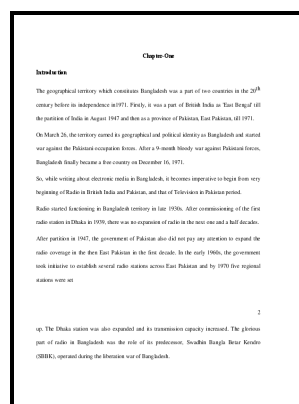 Chapter-One
Introduction
The geographical territory which constitutes Bangladesh was a part of two countries in the 20th
century before its independence in1971. Firstly, it was a part of British India as 'East Bengal' till
the partition of India in August 1947 and then as a province of Pakistan, East Pakistan, till 1971.
On March 26, the territory earned its geographical and political identity as Bangladesh and started
war against the Pakistani occupation forces. After a 9-month bloody war against Pakistani forces,
Bangladesh finally became a free country on December 16, 1971.
So, while writing about electronic media in Bangladesh, it becomes imperative to begin from very
beginning of Radio in British India and Pakistan, and that of Television in Pakistan period.
Radio started functioning in Bangladesh territory in late 1930s. After commissioning of the first
radio station in Dhaka in 1939, there was no expansion of radio in the next one and a half decades.
After partition in 1947, the government of Pakistan also did not pay any attention to expand the
radio coverage in the then East Pakistan in the first decade. In the early 1960s, the government
took initiative to establish several radio stations across East Pakistan and by 1970 five regional
stations were set
2
up. The Dhaka station was also expanded and its transmission capacity increased. The glorious
part of radio in Bangladesh was the role of its predecessor, Swadhin Bangla Betar Kendro
(SBBK), operated during the liberation war of Bangladesh.